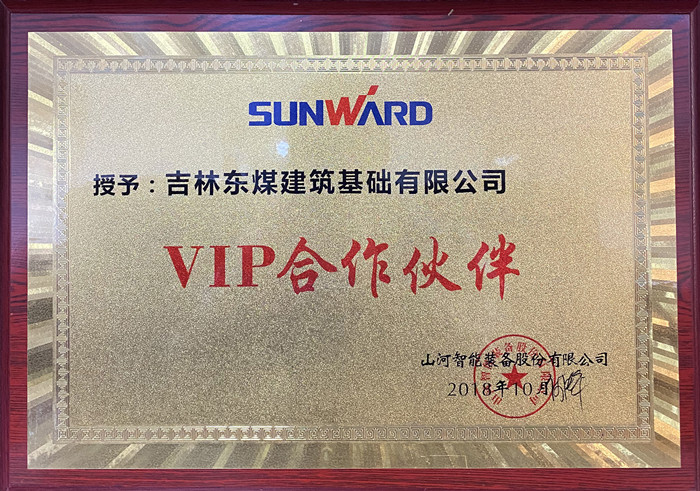 SUNWARD
授予：吉林东煤建筑基础有限公司
VIP合作伙伴
山河智能装备股份有限公司
2018年10月